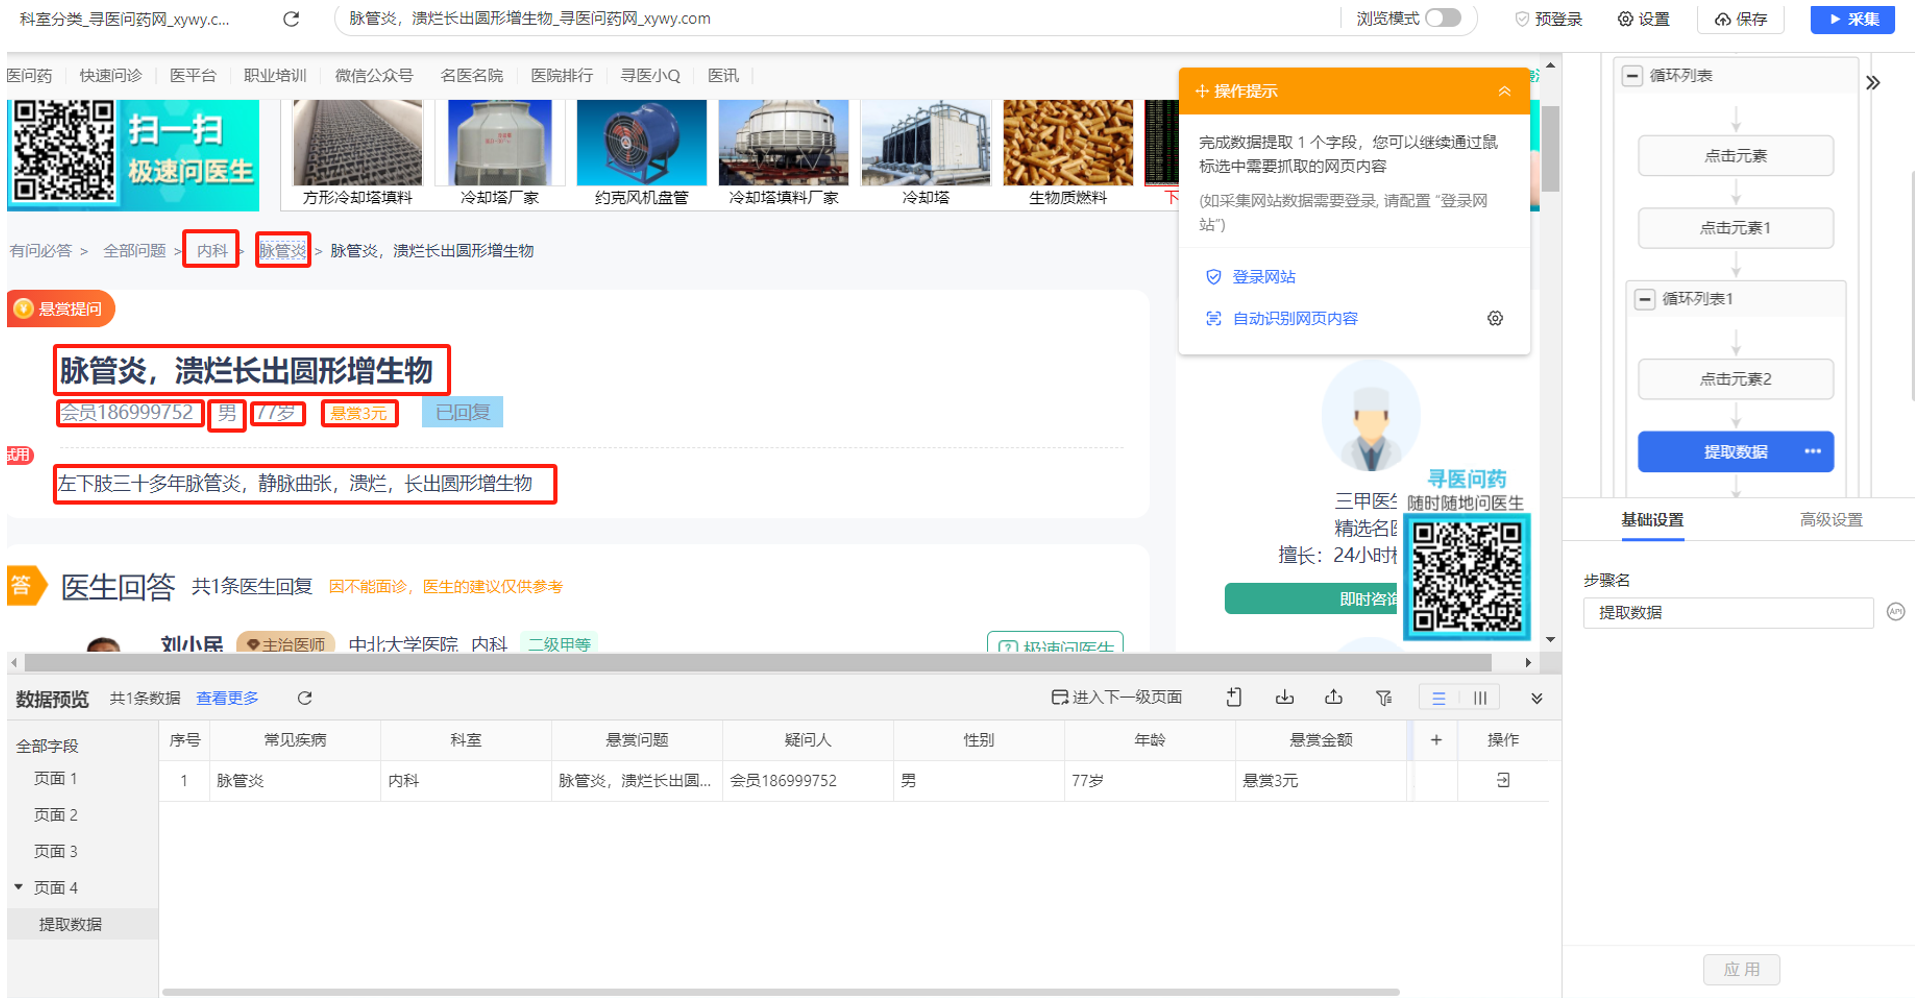 科室分类_寻医问药网_xywy.c...
脉管炎，溃烂长出圆形增生物_寻医问药网_xywy.com
浏览模式
预登录
设置
保存
采集
医问药 快速问诊 医平台 职业培训 微信公众号 名医名院 医院排行 寻医小Q 医讯
扫一扫
极速问医生
方形冷却塔填料 冷却塔厂家 约克风机盘管 冷却塔填料厂家 冷却塔 生物质燃料 下
操作提示
完成数据提取 1 个字段，您可以继续通过鼠
标选中需要抓取的网页内容
(如采集网站数据需要登录, 请配置 “登录网
站”)
登录网站
自动识别网页内容
有问必答 > 全部问题 > 内科 > 脉管炎 > 脉管炎，溃烂长出圆形增生物
悬赏提问
脉管炎，溃烂长出圆形增生物
会员186999752 男 77岁 悬赏3元 已回复
试用
左下肢三十多年脉管炎，静脉曲张，溃烂，长出圆形增生物
答 医生回答 共1条医生回复 因不能面诊，医生的建议仅供参考
刘小民 主治医师 中北大学医院 内科 二级甲等
极速问医生
三甲医生
精选名医
擅长：24小时
即时咨询
寻医问药
随时随地问医生
循环列表
点击元素
点击元素1
循环列表1
点击元素2
提取数据
基础设置
高级设置
步骤名
提取数据
API
应 用
数据预览 共1条数据 查看更多
进入下一级页面
全部字段
页面 1
页面 2
页面 3
页面 4
提取数据
序号 常见疾病 科室 悬赏问题 疑问人 性别 年龄 悬赏金额 + 操作
1 脉管炎 内科 脉管炎，溃烂长出圆... 会员186999752 男 77岁 悬赏3元